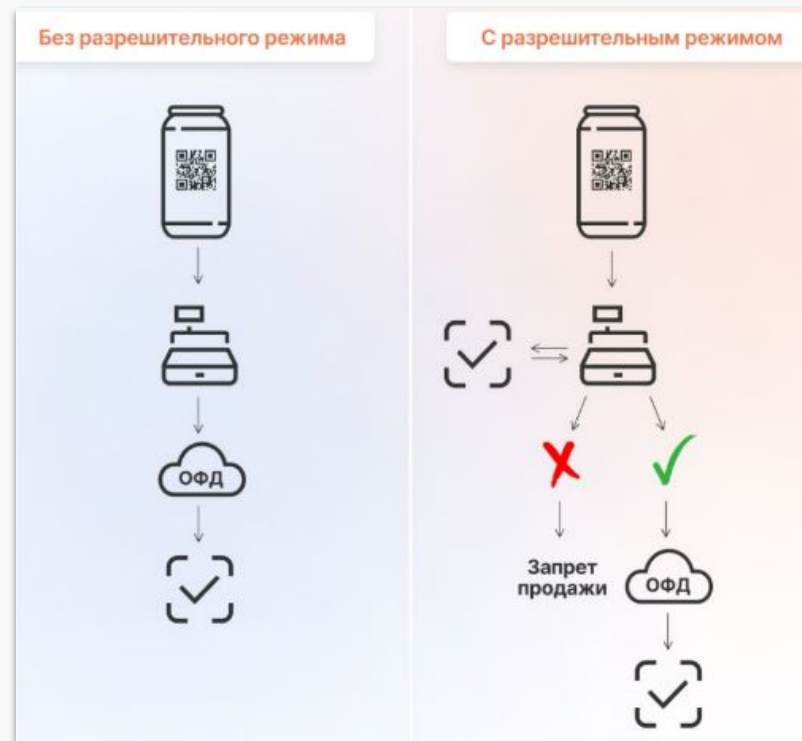 Без разрешительного режима
С разрешительным режимом
ОФД
Запрет
продажи
ОФД